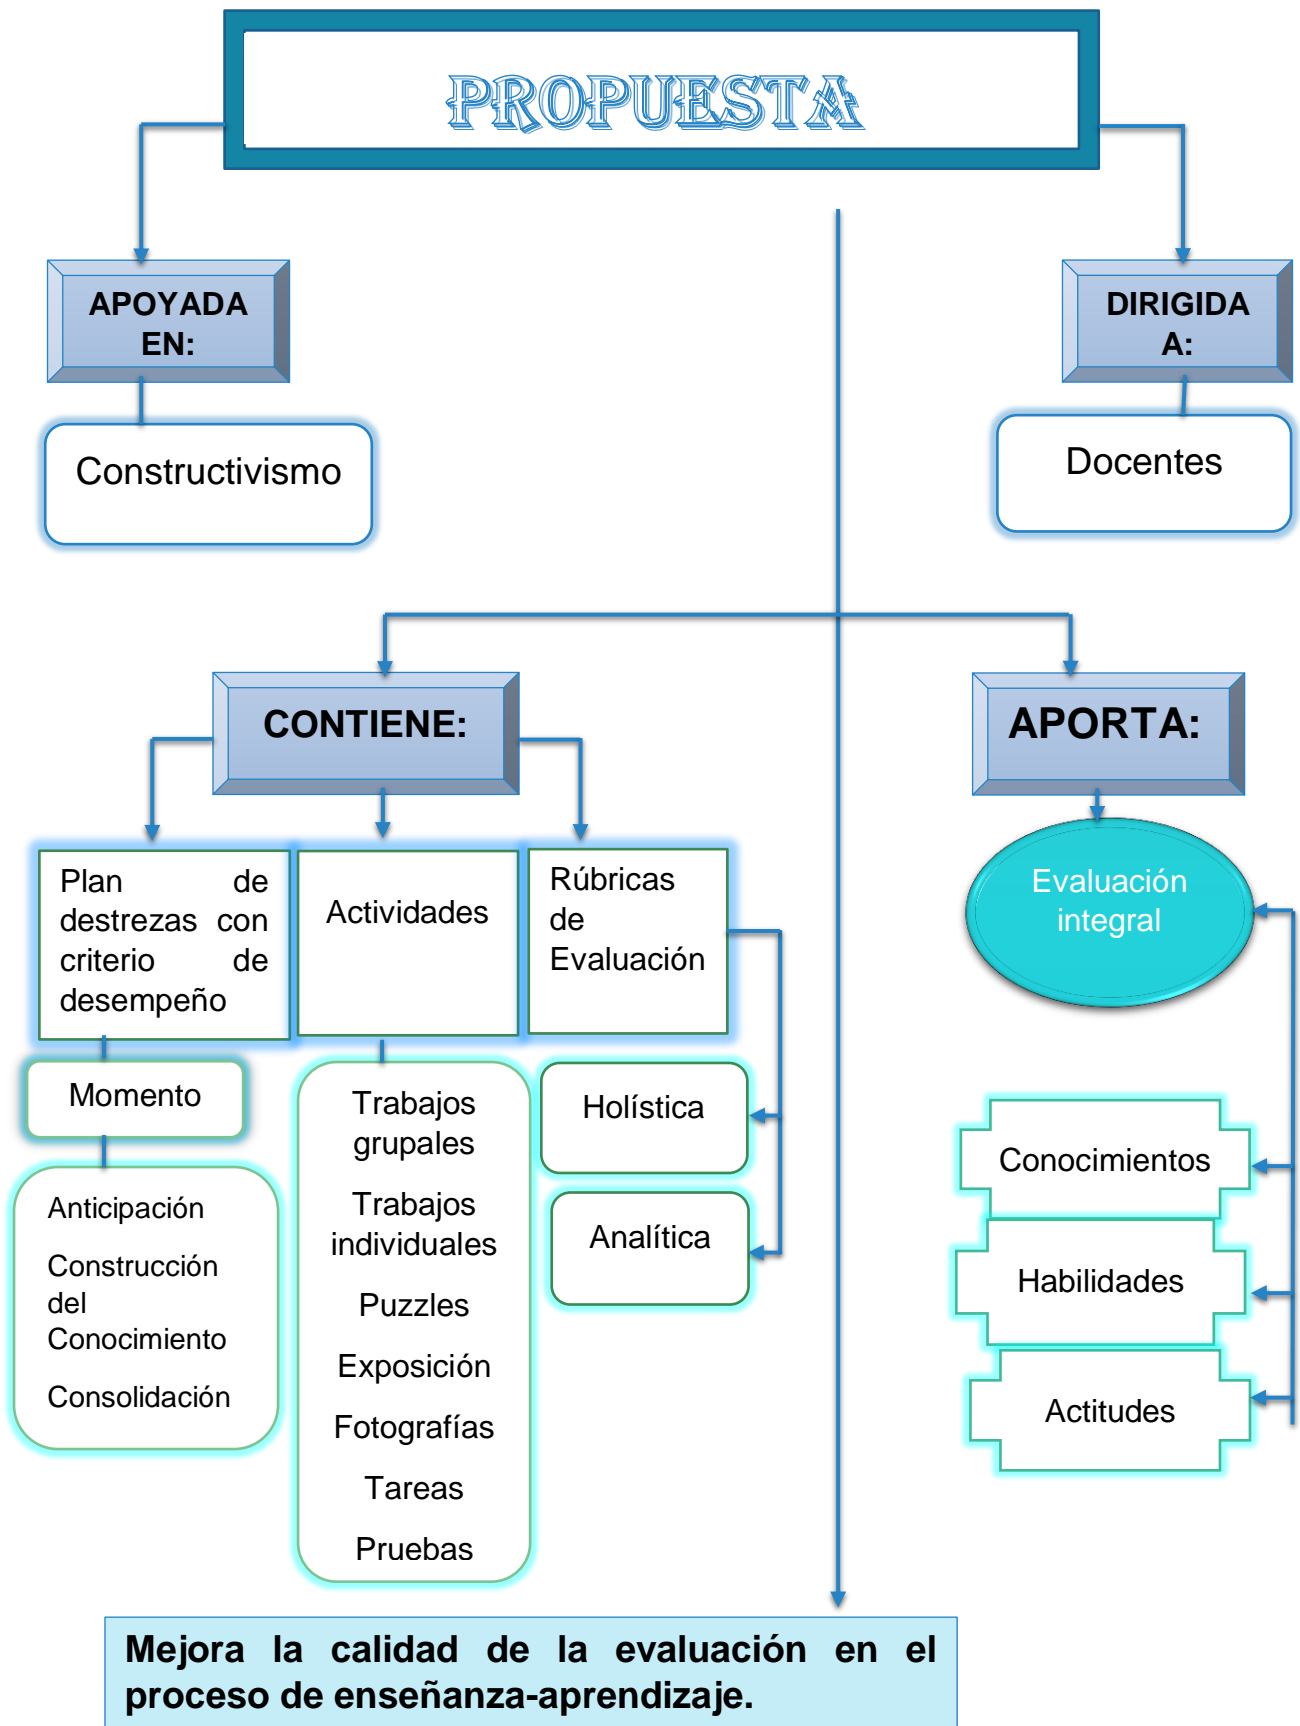 PROPUESTA
APOYADA
EN:
DIRIGIDA
A:
Constructivismo
Docentes
CONTIENE:
APORTA:
Plan de
destrezas con
criterio de
desempeño
Actividades
Rúbricas
de
Evaluación
Evaluación
integral
Momento
Anticipación
Construcción
del
Conocimiento
Consolidación
Trabajos
grupales
Trabajos
individuales
Puzzles
Exposición
Fotografías
Tareas
Pruebas
Holística
Analítica
Conocimientos
Habilidades
Actitudes
Mejora la calidad de la evaluación en el
proceso de enseñanza-aprendizaje.